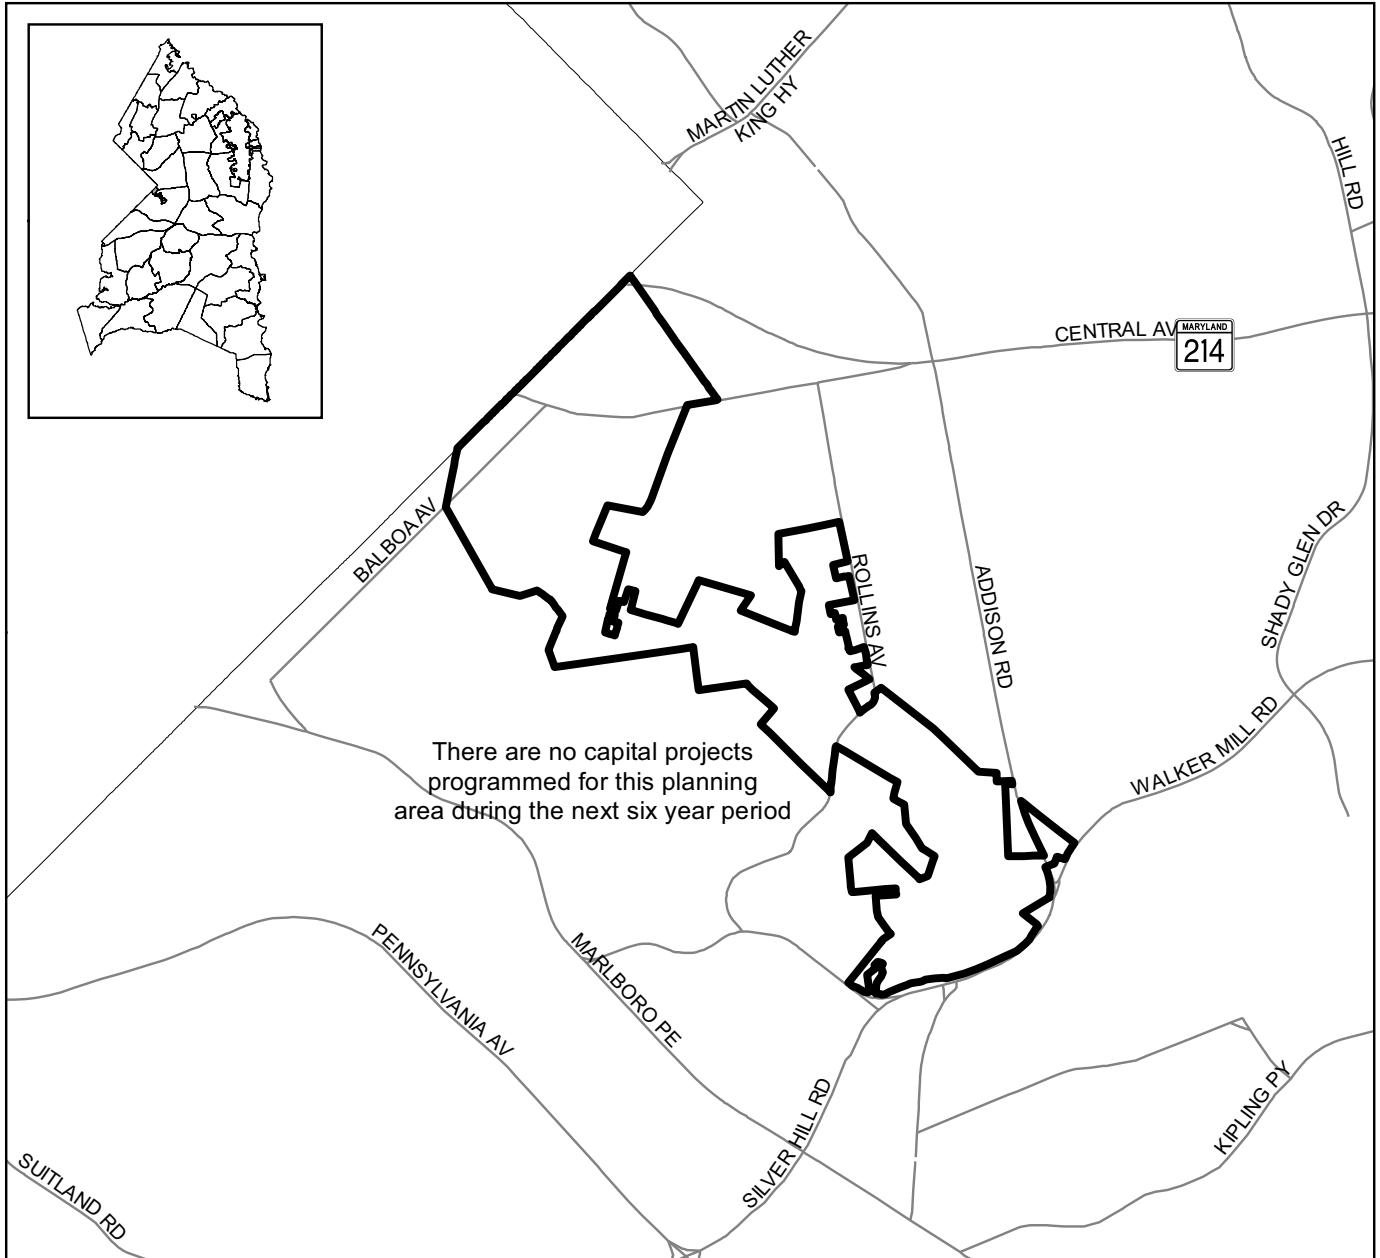 MARTIN LUTHER
KING HY
HILL RD
CENTRAL AV
MARYLAND
214
BALBOA AV
ROLLINS AV
ADDISON RD
SHADY GLEN DR
WALKER MILL RD
There are no capital projects
programmed for this planning
area during the next six year period
PENNSYLVANIA AV
MARLBORO PE
SILVER HILL RD
KIPLING PY
SUITLAND RD